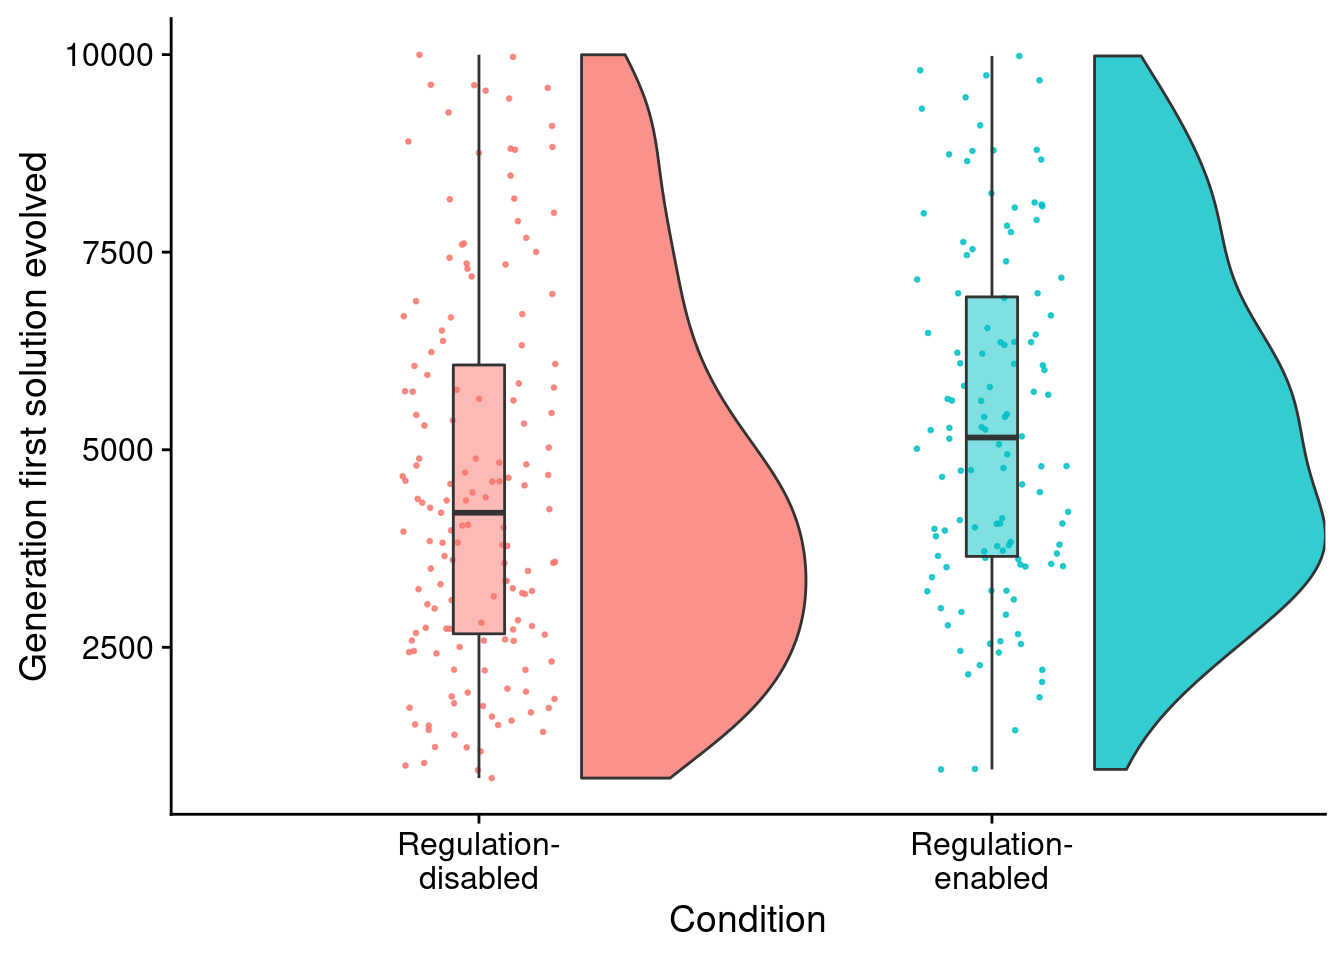 Generation first solution evolved
10000
7500
5000
2500
Regulation-
disabled
Regulation-
enabled
Condition